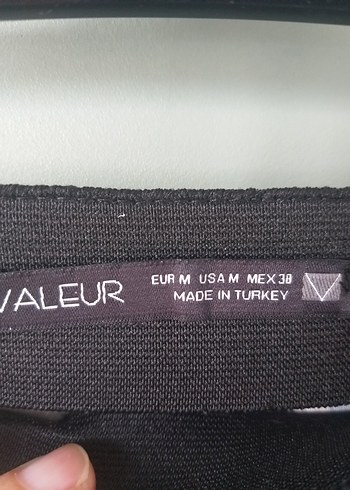 VALEUR
EUR M USA M MEX 38
MADE IN TURKEY